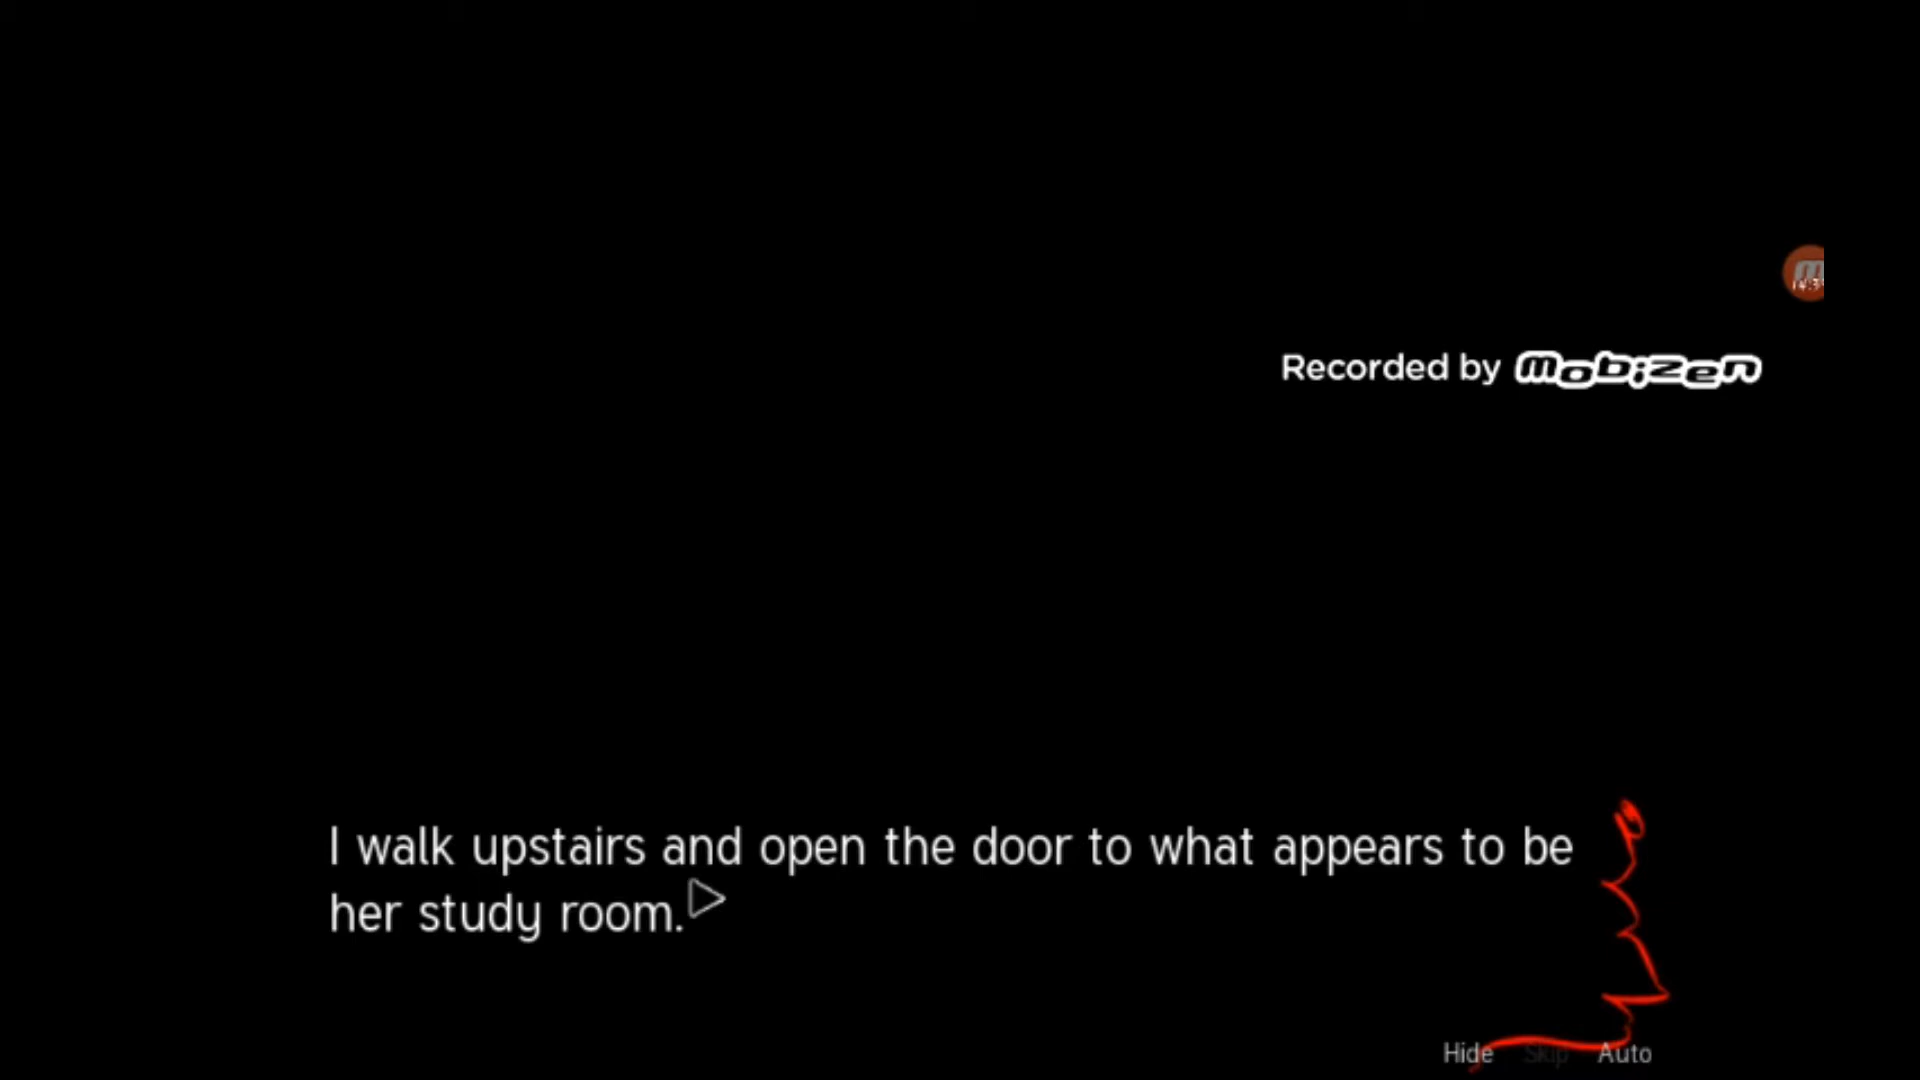 Recorded by mobizen
I walk upstairs and open the door to what appears to be
her study room.
Hide Skip Auto